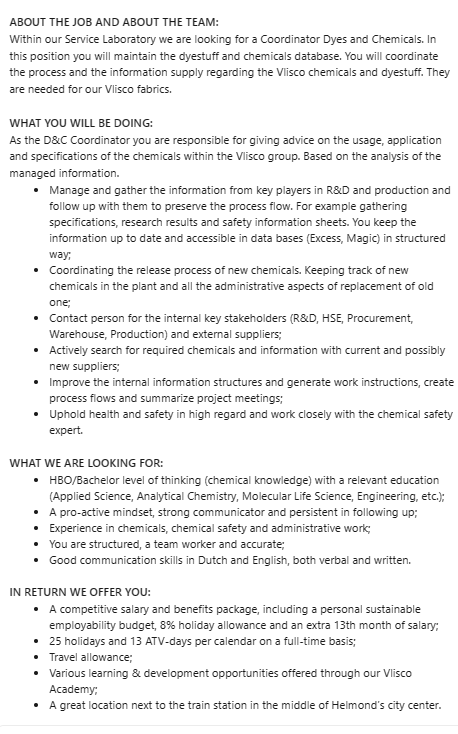 ABOUT THE JOB AND ABOUT THE TEAM:
Within our Service Laboratory we are looking for a Coordinator Dyes and Chemicals. In
this position you will maintain the dyestuff and chemicals database. You will coordinate
the process and the information supply regarding the Vlisco chemicals and dyestuff. They
are needed for our Vlisco fabrics.

WHAT YOU WILL BE DOING:
As the D&C Coordinator you are responsible for giving advice on the usage, application
and specifications of the chemicals within the Vlisco group. Based on the analysis of the
managed information.
• Manage and gather the information from key players in R&D and production and
follow up with them to preserve the process flow. For example gathering
specifications, research results and safety information sheets. You keep the
information up to date and accessible in data bases (Excess, Magic) in structured
way;
• Coordinating the release process of new chemicals. Keeping track of new
chemicals in the plant and all the administrative aspects of replacement of old
one;
• Contact person for the internal key stakeholders (R&D, HSE, Procurement,
Warehouse, Production) and external suppliers;
• Actively search for required chemicals and information with current and possibly
new suppliers;
• Improve the internal information structures and generate work instructions, create
process flows and summarize project meetings;
• Uphold health and safety in high regard and work closely with the chemical safety
expert.

WHAT WE ARE LOOKING FOR:
• HBO/Bachelor level of thinking (chemical knowledge) with a relevant education
(Applied Science, Analytical Chemistry, Molecular Life Science, Engineering, etc.);
• A pro-active mindset, strong communicator and persistent in following up;
• Experience in chemicals, chemical safety and administrative work;
• You are structured, a team worker and accurate;
• Good communication skills in Dutch and English, both verbal and written.

IN RETURN WE OFFER YOU:
• A competitive salary and benefits package, including a personal sustainable
employability budget, 8% holiday allowance and an extra 13th month of salary;
• 25 holidays and 13 ATV-days per calendar on a full-time basis;
• Travel allowance;
• Various learning & development opportunities offered through our Vlisco
Academy;
• A great location next to the train station in the middle of Helmond's city center.